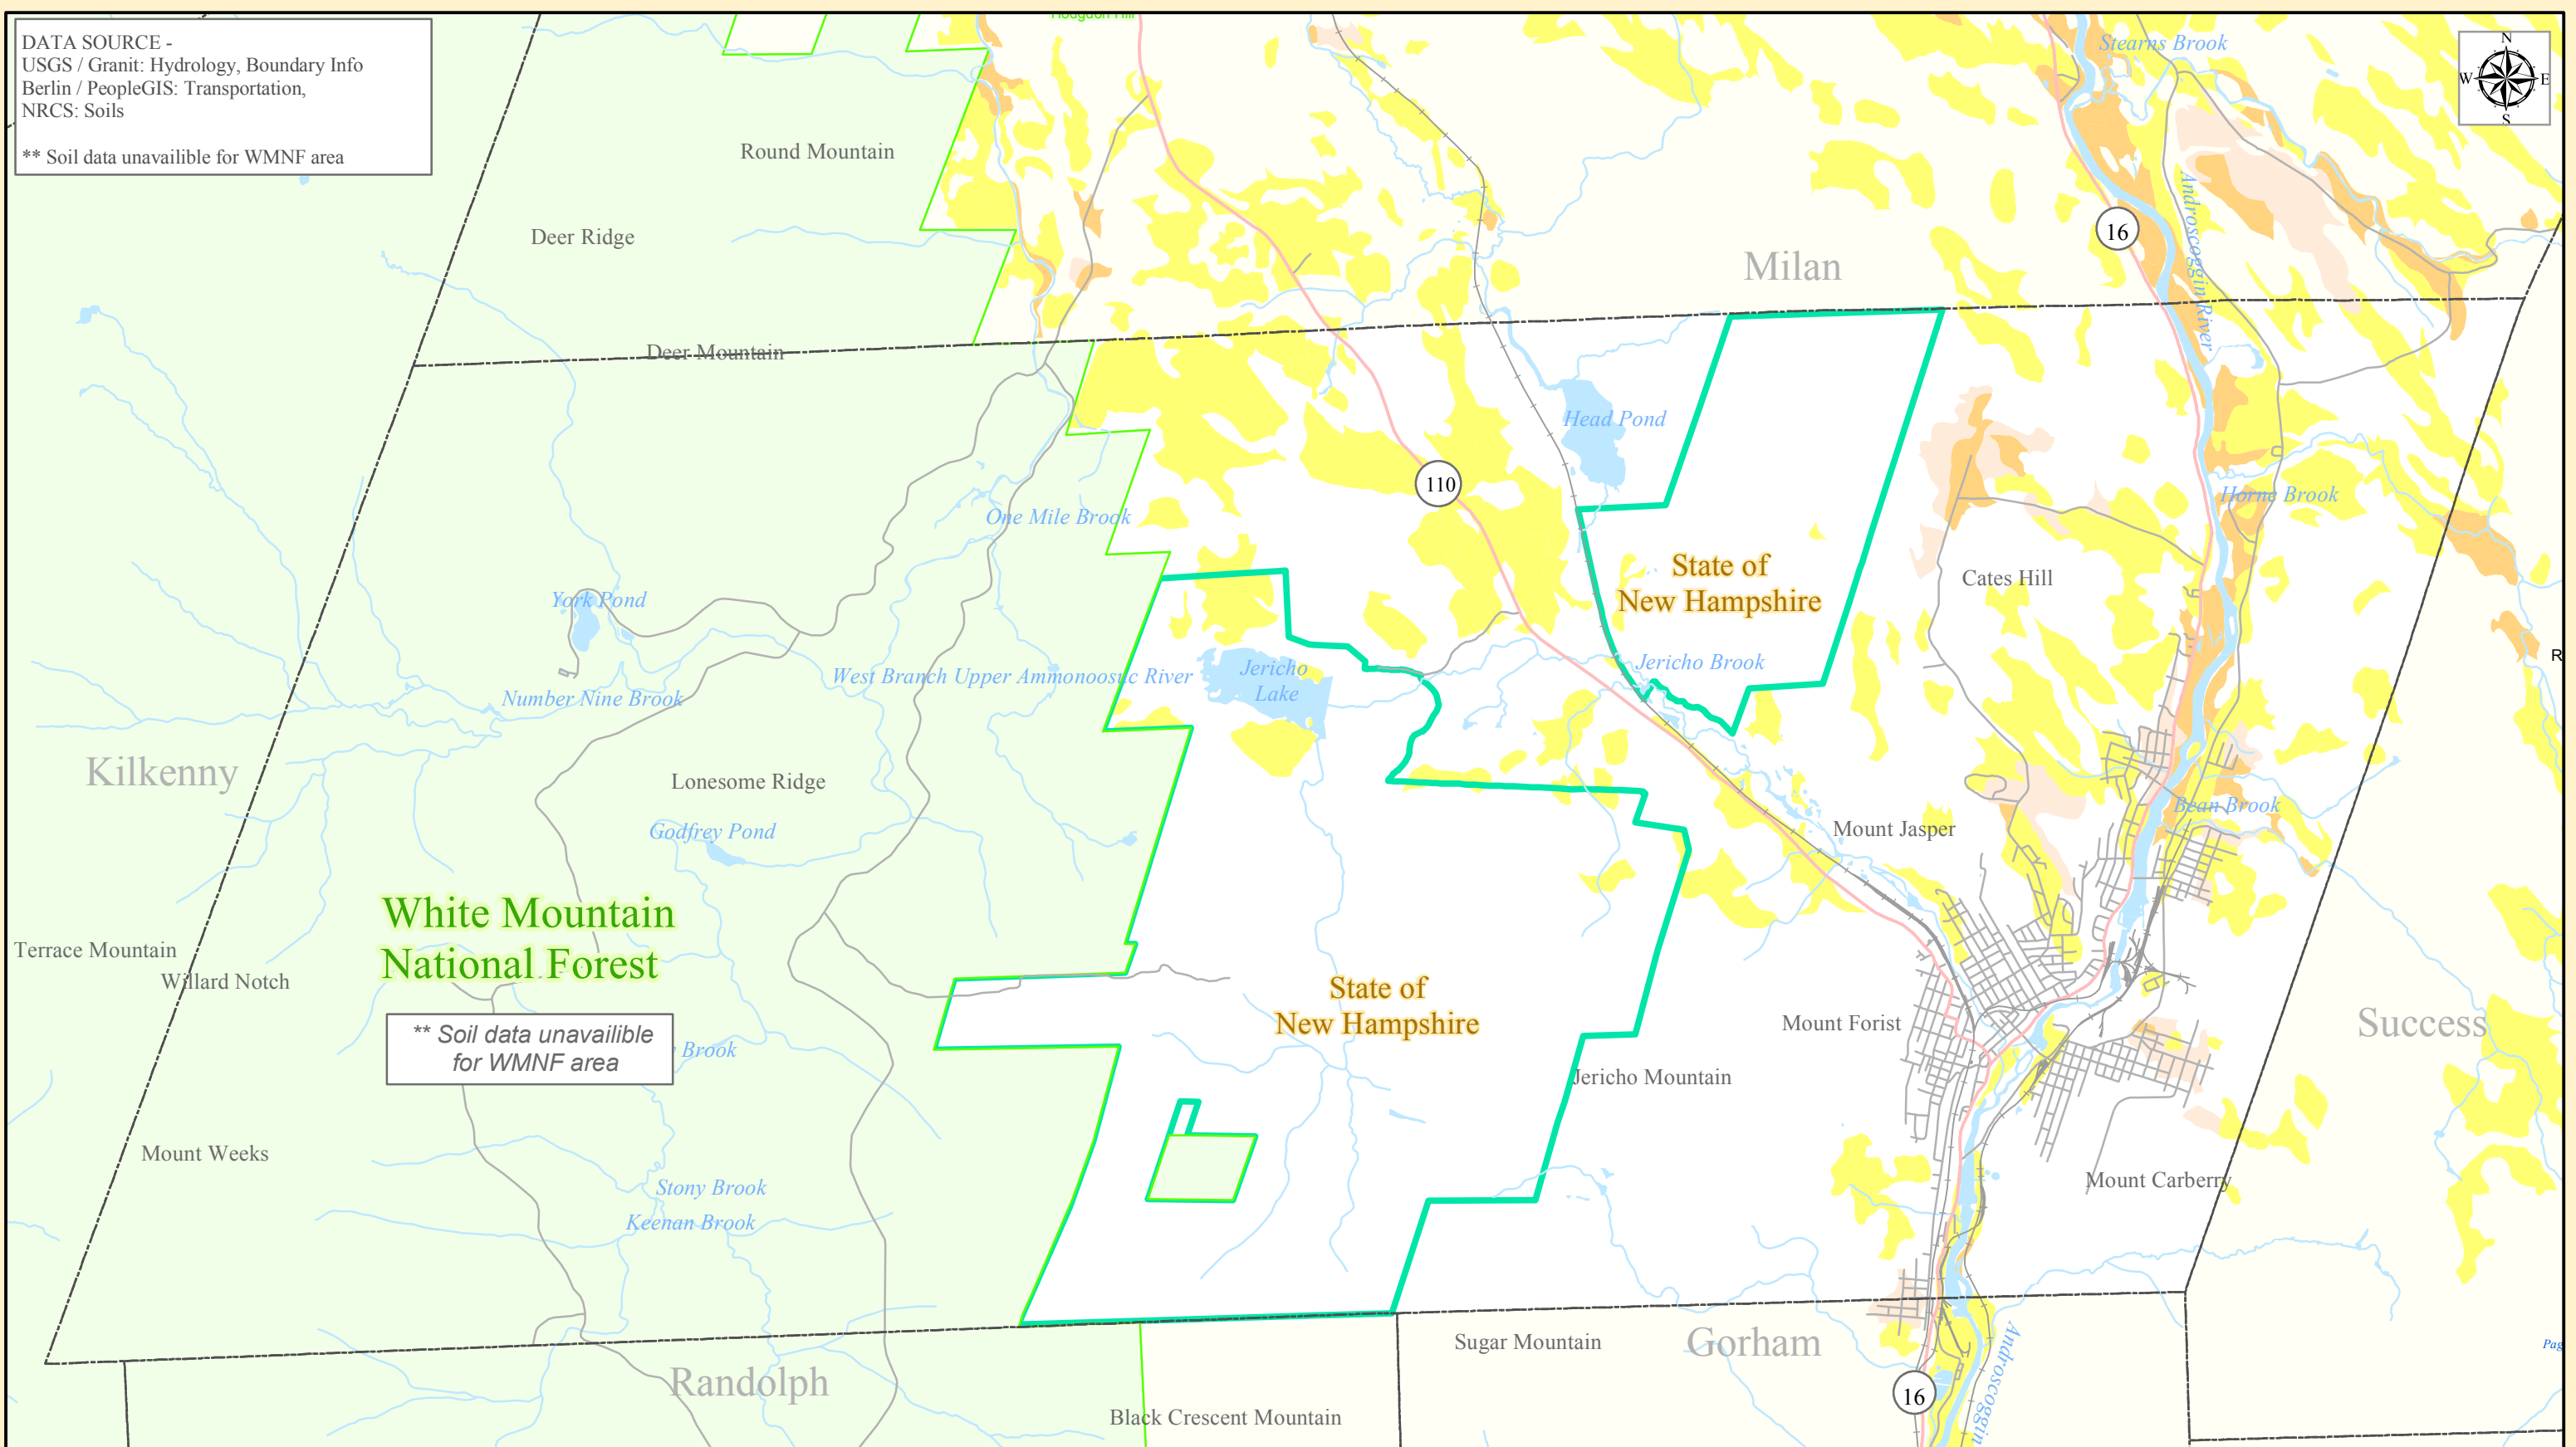 DATA SOURCE -
USGS / Granit: Hydrology, Boundary Info
Berlin / PeopleGIS: Transportation,
NRCS: Soils
** Soil data unavailible for WMNF area
Hodgdon Hill
Stearns Brook
N
W
E
S
Round Mountain
Deer Ridge
16
Androscoggin River
Milan
Deer Mountain
Head Pond
110
Horne Brook
One Mile Brook
State of
New Hampshire
Cates Hill
York Pond
R
West Branch Upper Ammonoosuc River
Jericho
Lake
Jericho Brook
Number Nine Brook
Kilkenny
Lonesome Ridge
Godfrey Pond
Bean Brook
Mount Jasper
White Mountain
National Forest
Terrace Mountain
Willard Notch
State of
New Hampshire
Mount Forist
Success
** Soil data unavailible
for WMNF area
Brook
Jericho Mountain
Mount Weeks
Mount Carberry
Stony Brook
Keenan Brook
Sugar Mountain
Gorham
Androscoggin
Pag
Randolph
16
Black Crescent Mountain